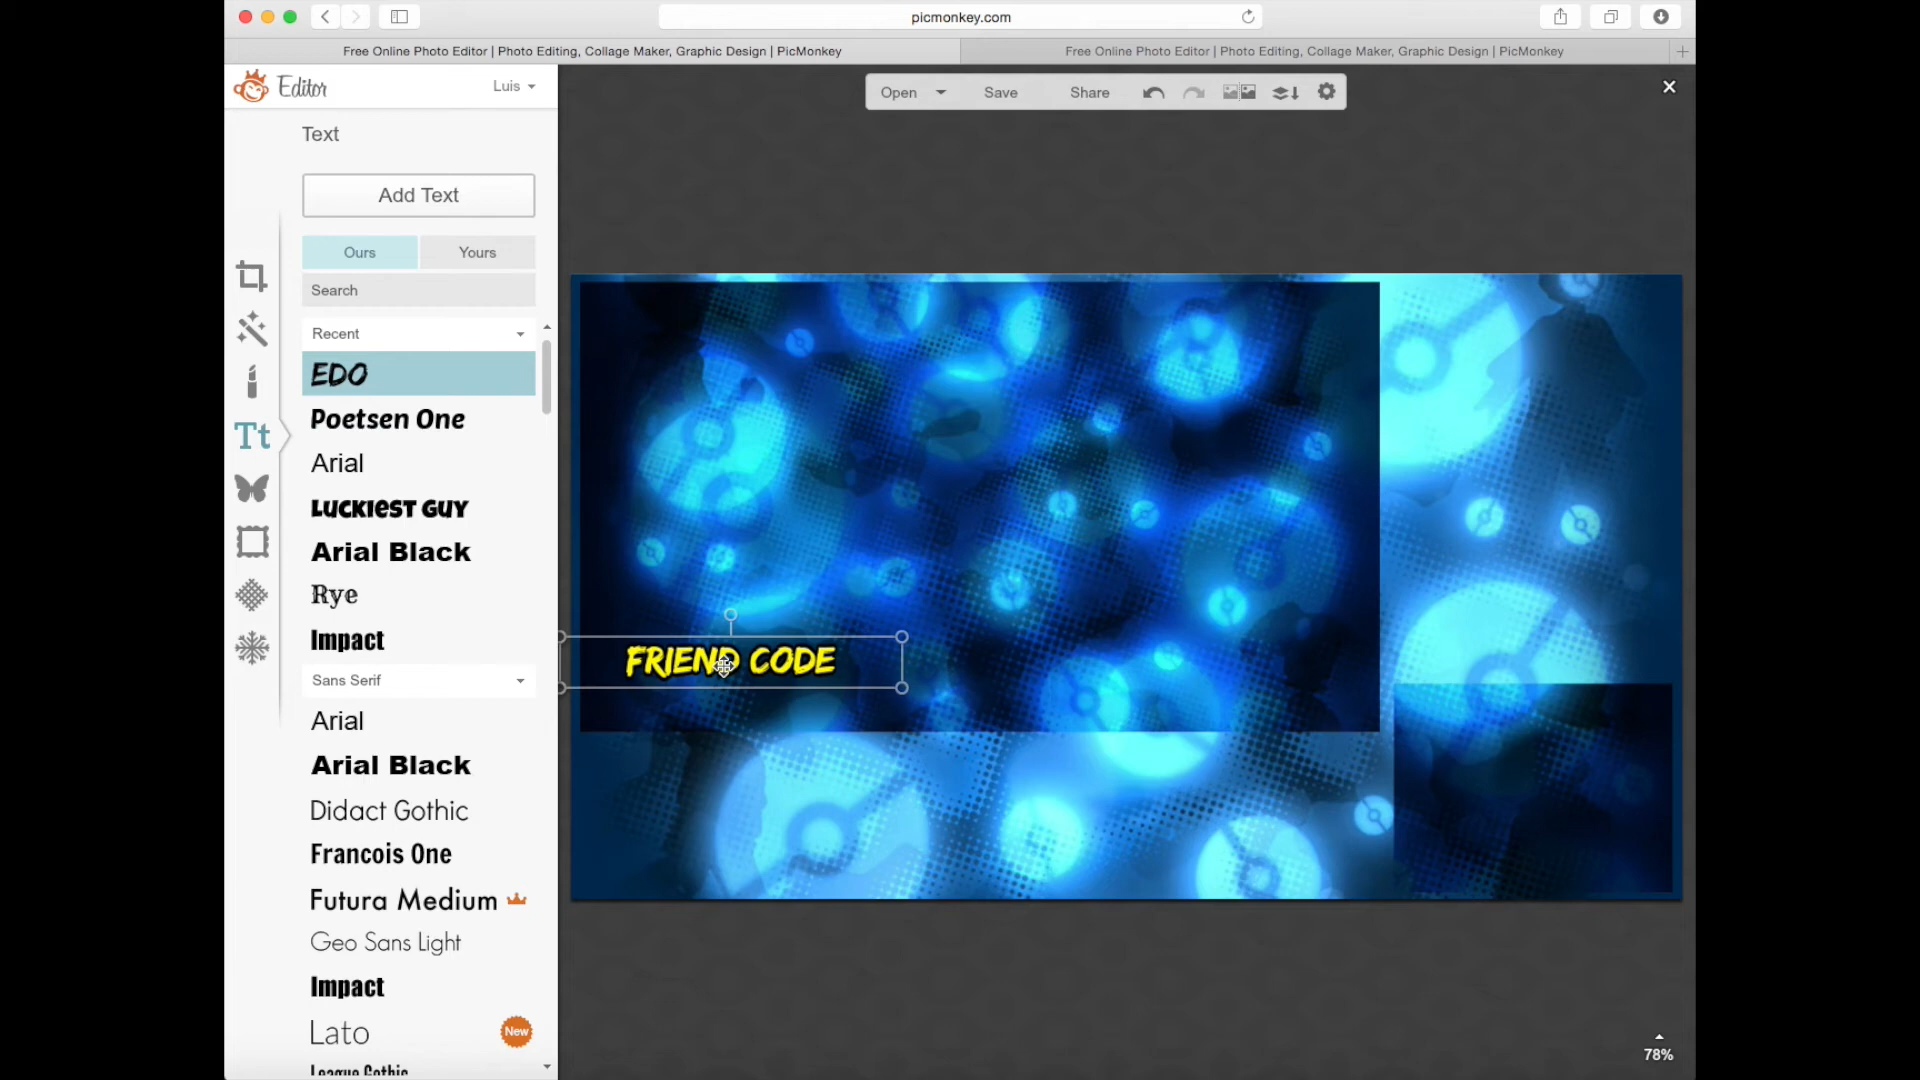 picmonkey.com
Free Online Photo Editor | Photo Editing, Collage Maker, Graphic Design | PicMonkey
Free Online Photo Editor | Photo Editing, Collage Maker, Graphic Design | PicMonkey
Editor
Luis
Open
Save
Share
Text
Add Text
Ours
Yours
Search
Recent
EDO
Poetsen One
Arial
LUCKIEST GUY
Arial Black
Rye
Impact
Sans Serif
Arial
Arial Black
Didact Gothic
Francois One
Futura Medium
Geo Sans Light
Impact
Lato
New
League Gothic
Tt
FRIEND CODE
78%